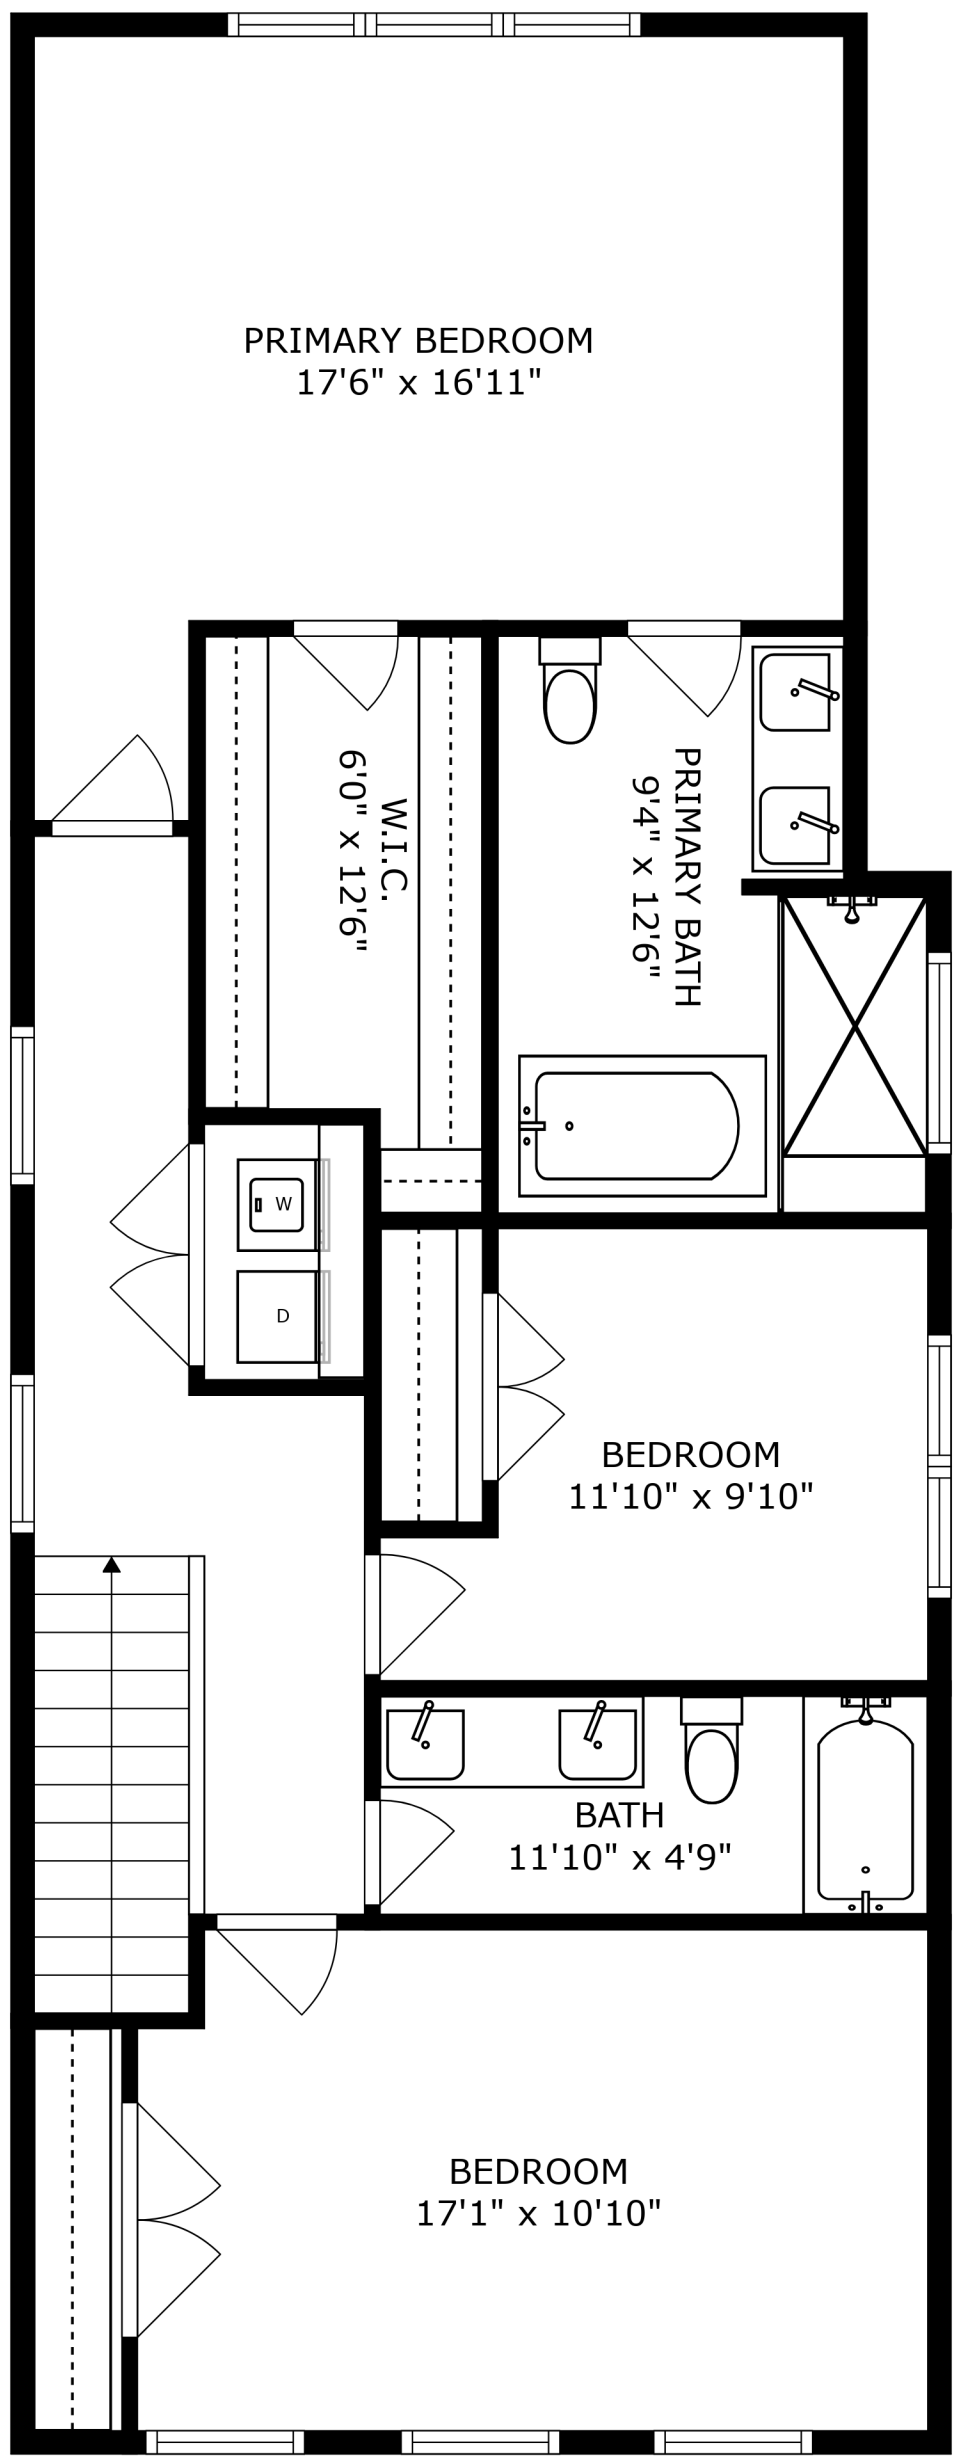 PRIMARY BEDROOM
17'6" x 16'11"
W.I.C.
6'0" x 12'6"
PRIMARY BATH
9'4" x 12'6"
W
D
BEDROOM
11'10" x 9'10"
BATH
11'10" x 4'9"
BEDROOM
17'1" x 10'10"